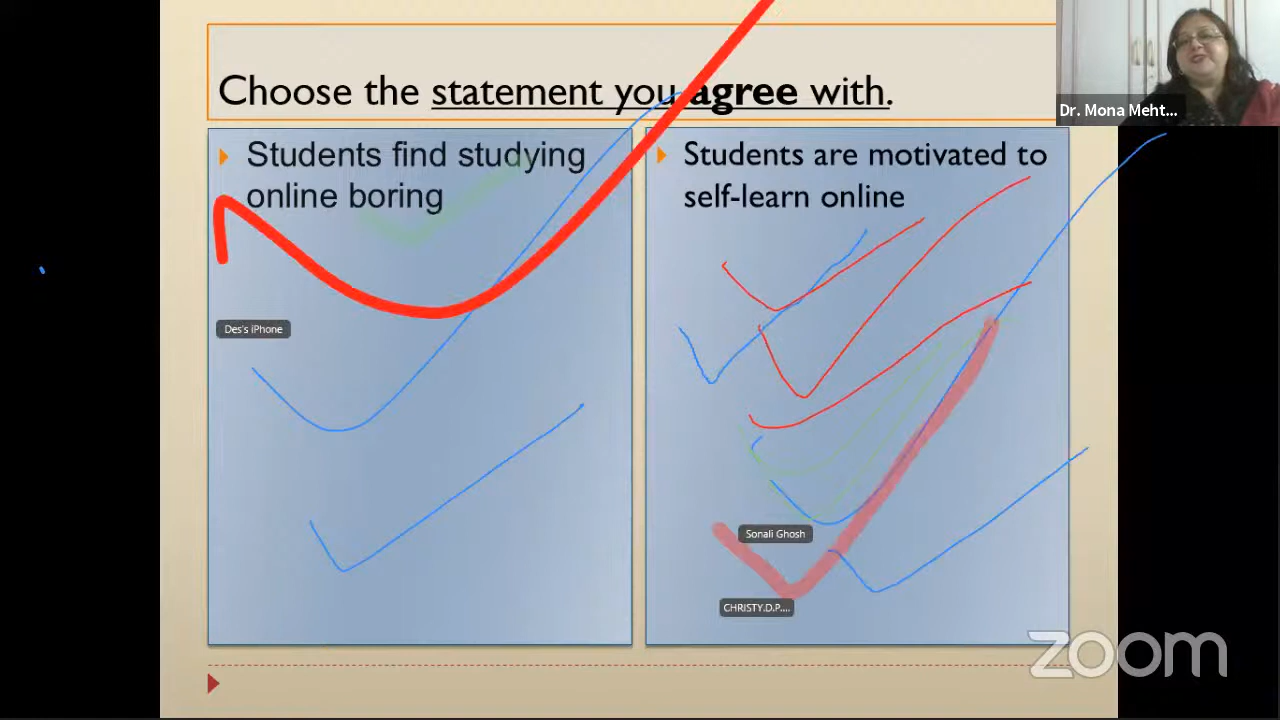 Choose the statement you agree with.
Students find studying
online boring
Students are motivated to
self-learn online
Dr. Mona Meht...
Des's iPhone
Sonali Ghosh
CHRISTY.D.P....
zoom